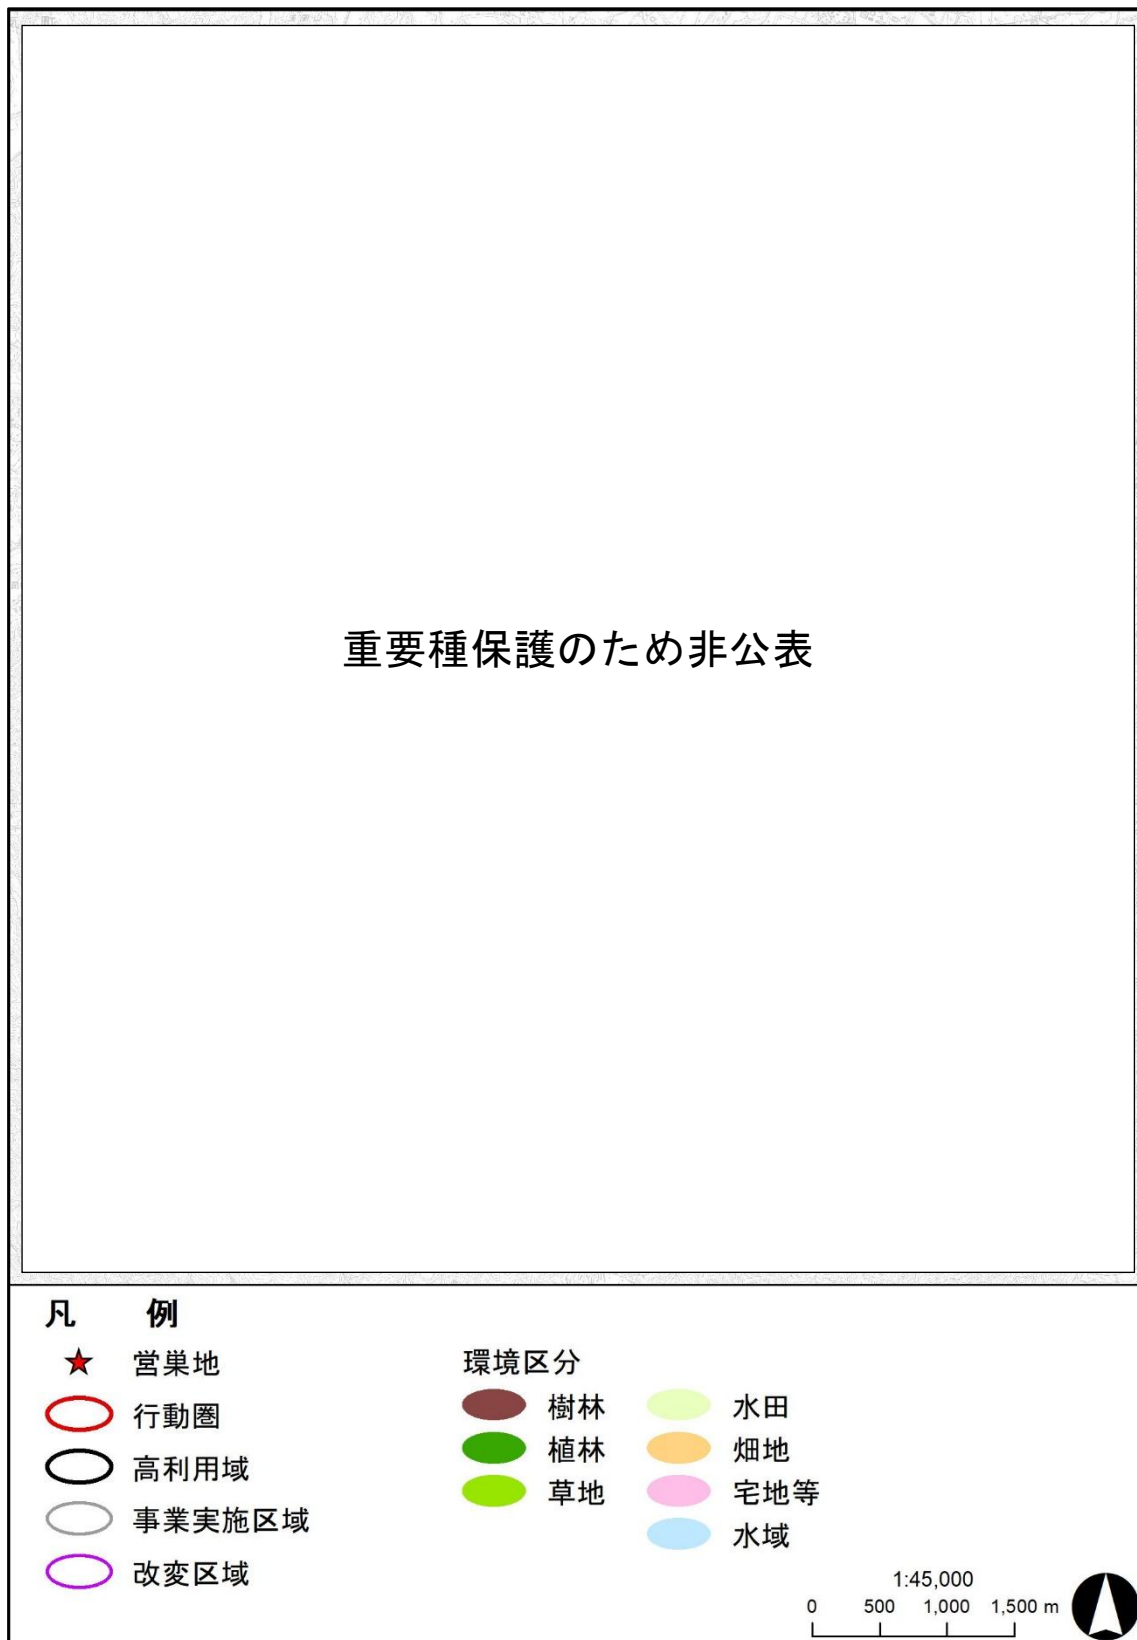 重要種保護のため非公表
凡 例
営巣地
行動圏
高利用域
事業実施区域
改変区域
環境区分
樹林
植林
草地
水田
畑地
宅地等
水域
1:45,000
0 500 1,000 1,500 m